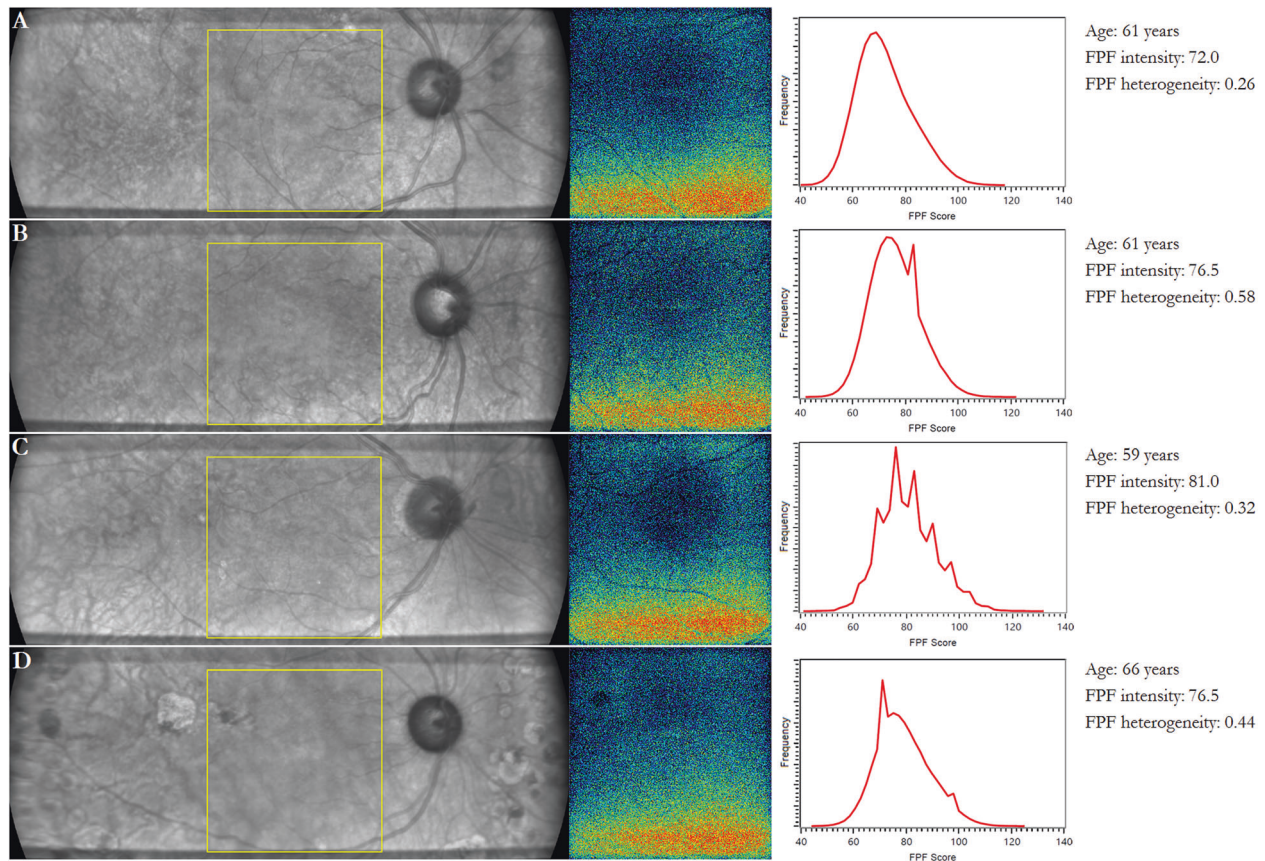 A
Frequency
40 60 80 100 120 140
FPF Score
Age: 61 years
FPF intensity: 72.0
FPF heterogeneity: 0.26
B
Frequency
40 60 80 100 120 140
FPF Score
Age: 61 years
FPF intensity: 76.5
FPF heterogeneity: 0.58
C
Frequency
40 60 80 100 120 140
FPF Score
Age: 59 years
FPF intensity: 81.0
FPF heterogeneity: 0.32
D
Frequency
40 60 80 100 120 140
FPF Score
Age: 66 years
FPF intensity: 76.5
FPF heterogeneity: 0.44